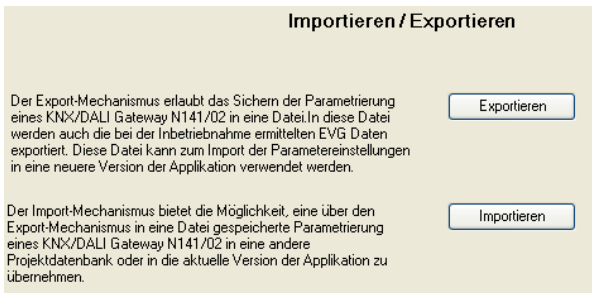 Importieren / Exportieren
Der Export-Mechanismus erlaubt das Sichern der Parametrierung
eines KNX/DALI Gateway N141/02 in eine Datei.In diese Datei
werden auch die bei der Inbetriebnahme ermittelten EVG Daten
exportiert. Diese Datei kann zum Import der Parametereinstellungen
in eine neuere Version der Applikation verwendet werden.
Exportieren
Der Import-Mechanismus bietet die Möglichkeit, eine über den
Export-Mechanismus in eine Datei gespeicherte Parametrierung
eines KNX/DALI Gateway N141/02 in eine andere
Projektdatenbank oder in die aktuelle Version der Applikation zu
übernehmen.
Importieren